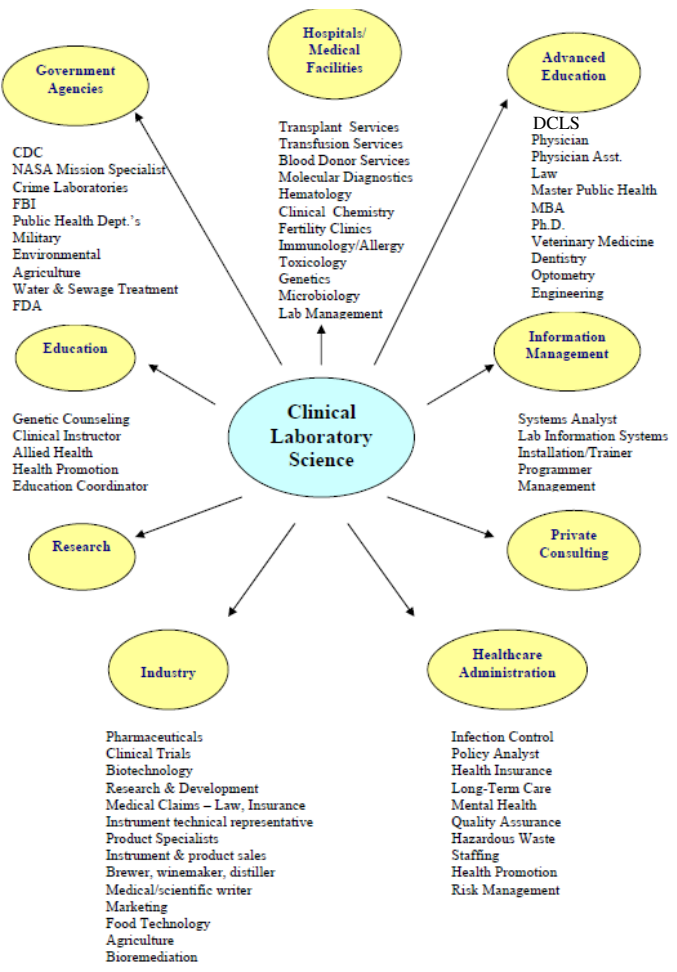 Hospitals/
Medical
Facilities
Government
Agencies
Advanced
Education
CDC
NASA Mission Specialist
Crime Laboratories
FBI
Public Health Dept.’s
Military
Environmental
Agriculture
Water & Sewage Treatment
FDA
Transplant Services
Transfusion Services
Blood Donor Services
Molecular Diagnostics
Hematology
Clinical Chemistry
Fertility Clinics
Immunology/Allergy
Toxicology
Genetics
Microbiology
Lab Management
DCLS
Physician
Physician Asst.
Law
Master Public Health
MBA
Ph.D.
Veterinary Medicine
Dentistry
Optometry
Engineering
Education
Information
Management
Clinical
Laboratory
Science
Genetic Counseling
Clinical Instructor
Allied Health
Health Promotion
Education Coordinator
Systems Analyst
Lab Information Systems
Installation/Trainer
Programmer
Management
Research
Private
Consulting
Industry
Healthcare
Administration
Pharmaceuticals
Clinical Trials
Biotechnology
Research & Development
Medical Claims – Law, Insurance
Instrument technical representative
Product Specialists
Instrument & product sales
Brewer, winemaker, distiller
Medical/scientific writer
Marketing
Food Technology
Agriculture
Bioremediation
Infection Control
Policy Analyst
Health Insurance
Long-Term Care
Mental Health
Quality Assurance
Hazardous Waste
Staffing
Health Promotion
Risk Management